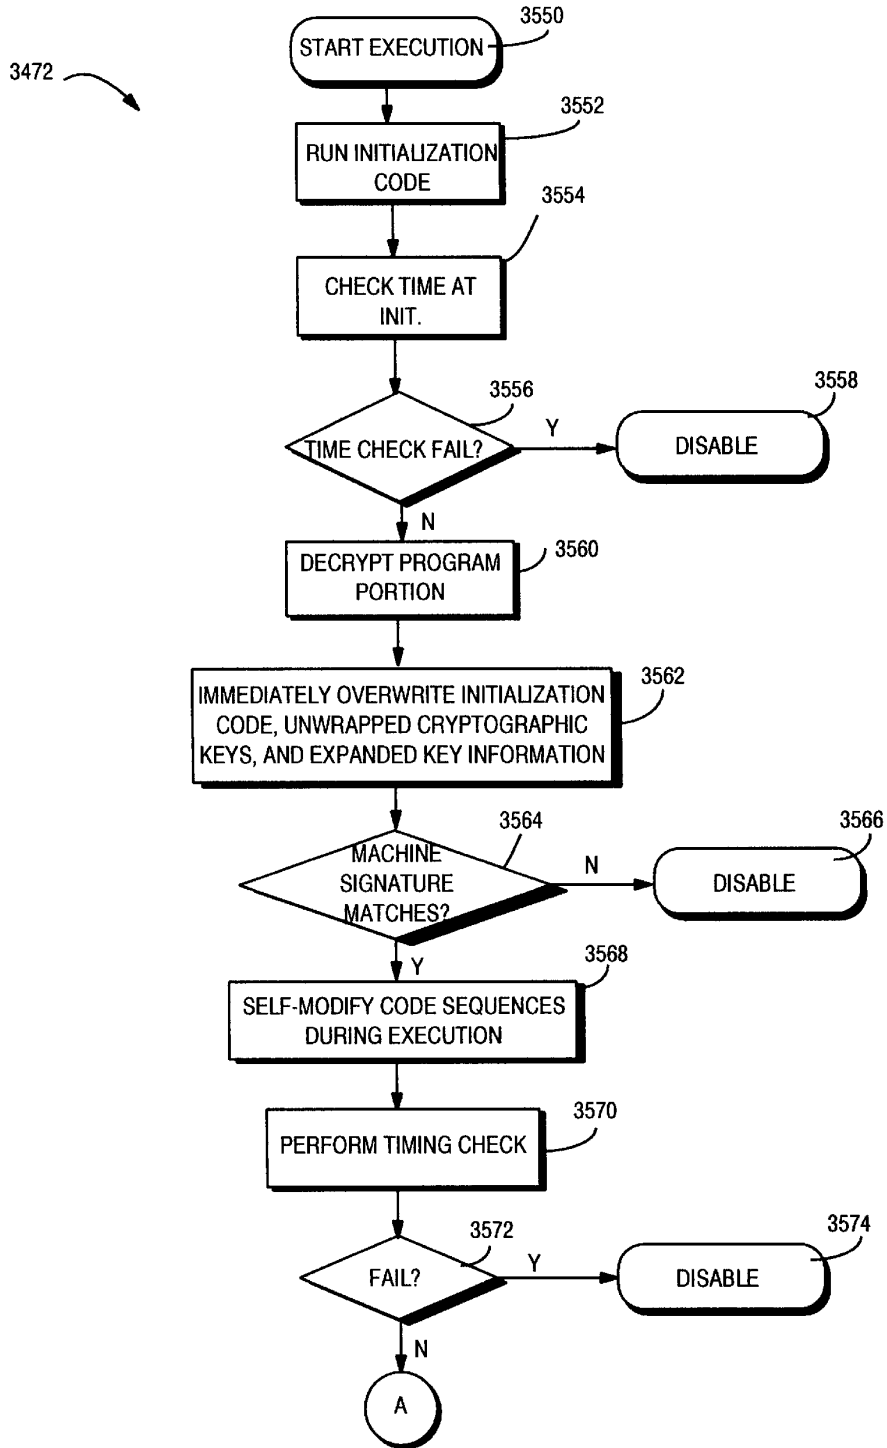 3550
START EXECUTION
3472
3552
RUN INITIALIZATION
CODE
3554
CHECK TIME AT
INIT.
3556
TIME CHECK FAIL?
Y
3558
DISABLE
N
3560
DECRYPT PROGRAM
PORTION
3562
IMMEDIATELY OVERWRITE INITIALIZATION
CODE, UNWRAPPED CRYPTOGRAPHIC
KEYS, AND EXPANDED KEY INFORMATION
3564
MACHINE
SIGNATURE
MATCHES?
N
3566
DISABLE
Y
3568
SELF-MODIFY CODE SEQUENCES
DURING EXECUTION
3570
PERFORM TIMING CHECK
3572
FAIL?
Y
3574
DISABLE
N
A